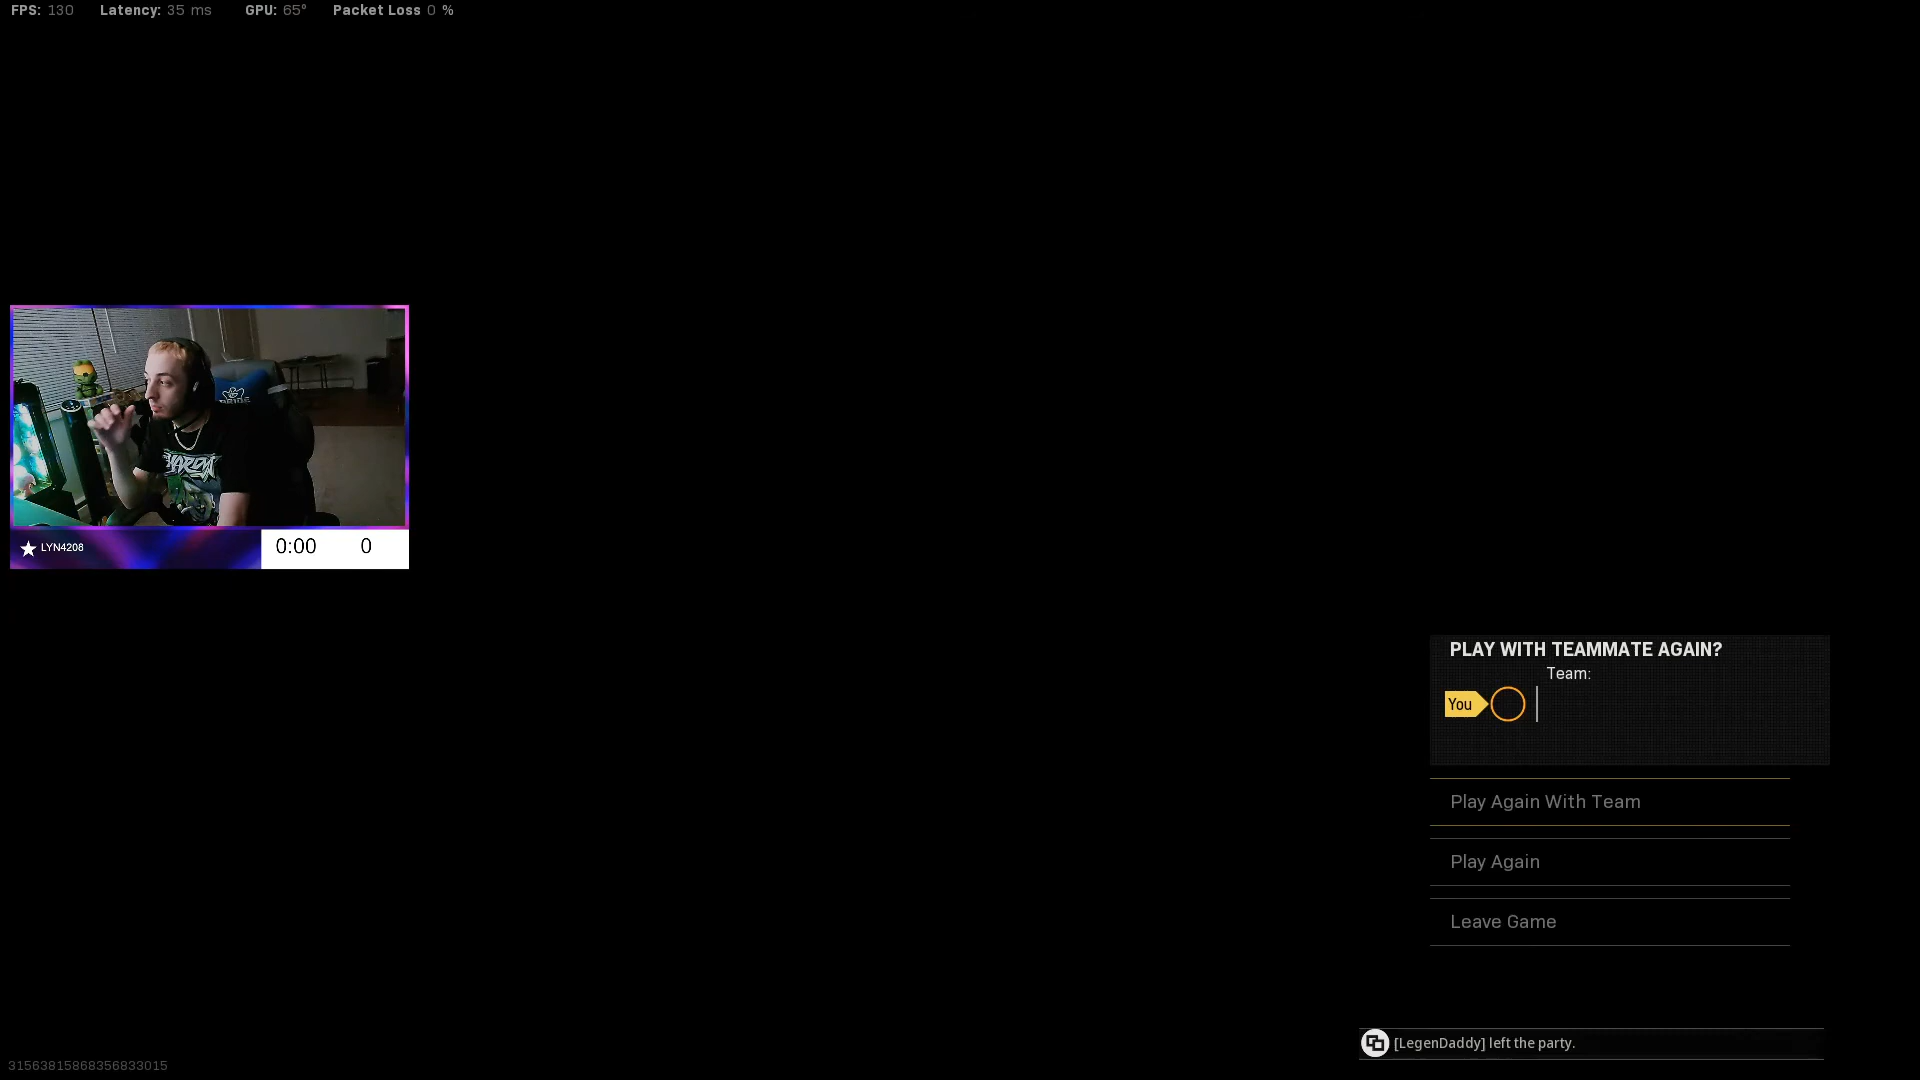 FPS: 130 Latency: 35 ms GPU: 65° Packet Loss 0 %
LYN4208
0:00 0
PLAY WITH TEAMMATE AGAIN?
Team:
You
Play Again With Team
Play Again
Leave Game
[LegenDaddy] left the party.
31563815868356833015